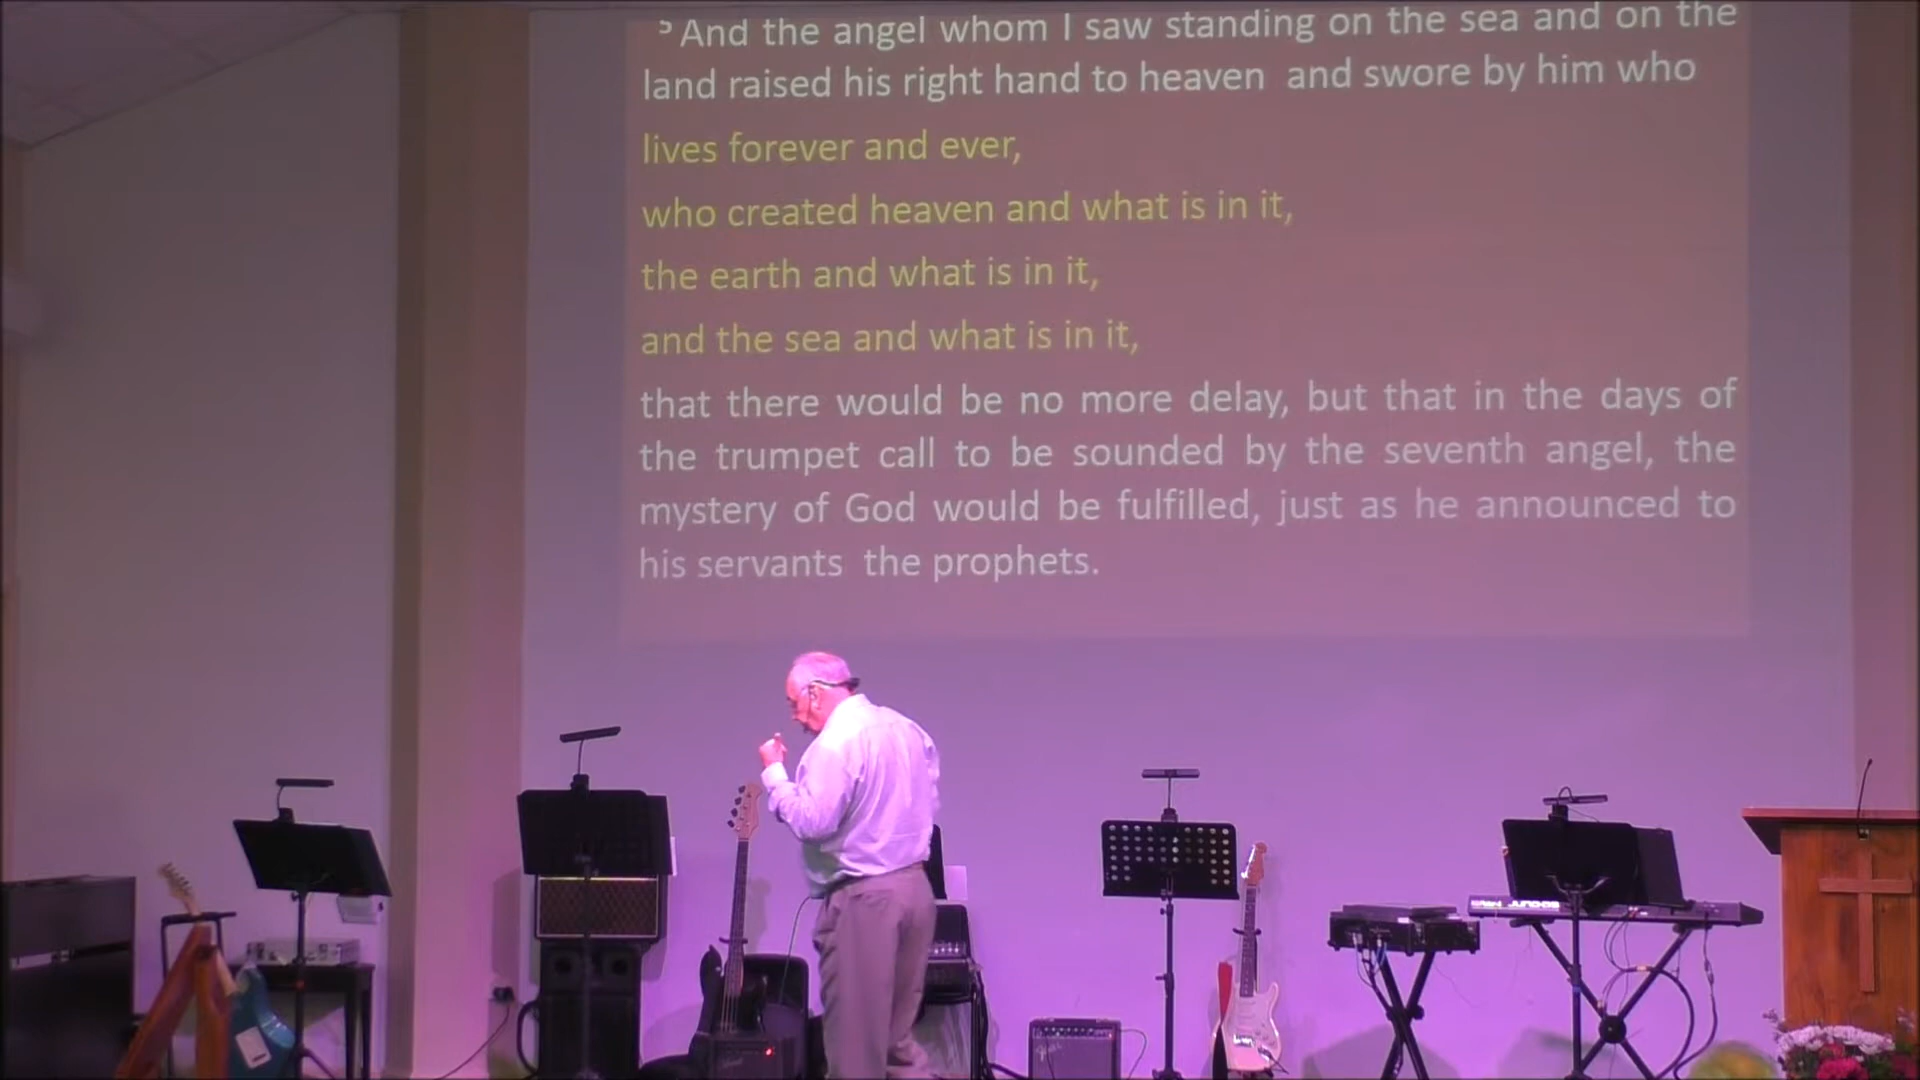 ⁵ And the angel whom I saw standing on the sea and on the
land raised his right hand to heaven and swore by him who
lives forever and ever,
who created heaven and what is in it,
the earth and what is in it,
and the sea and what is in it,
that there would be no more delay, but that in the days of
the trumpet call to be sounded by the seventh angel, the
mystery of God would be fulfilled, just as he announced to
his servants the prophets.
JUNO-DS